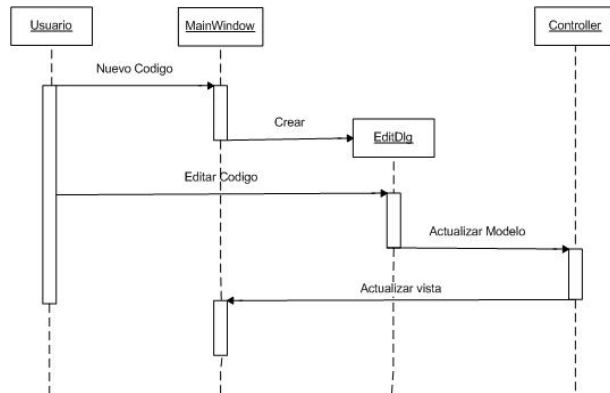 Usuario
MainWindow
Controller
Nuevo Codigo
Crear
EditDlg
Editar Codigo
Actualizar Modelo
Actualizar vista